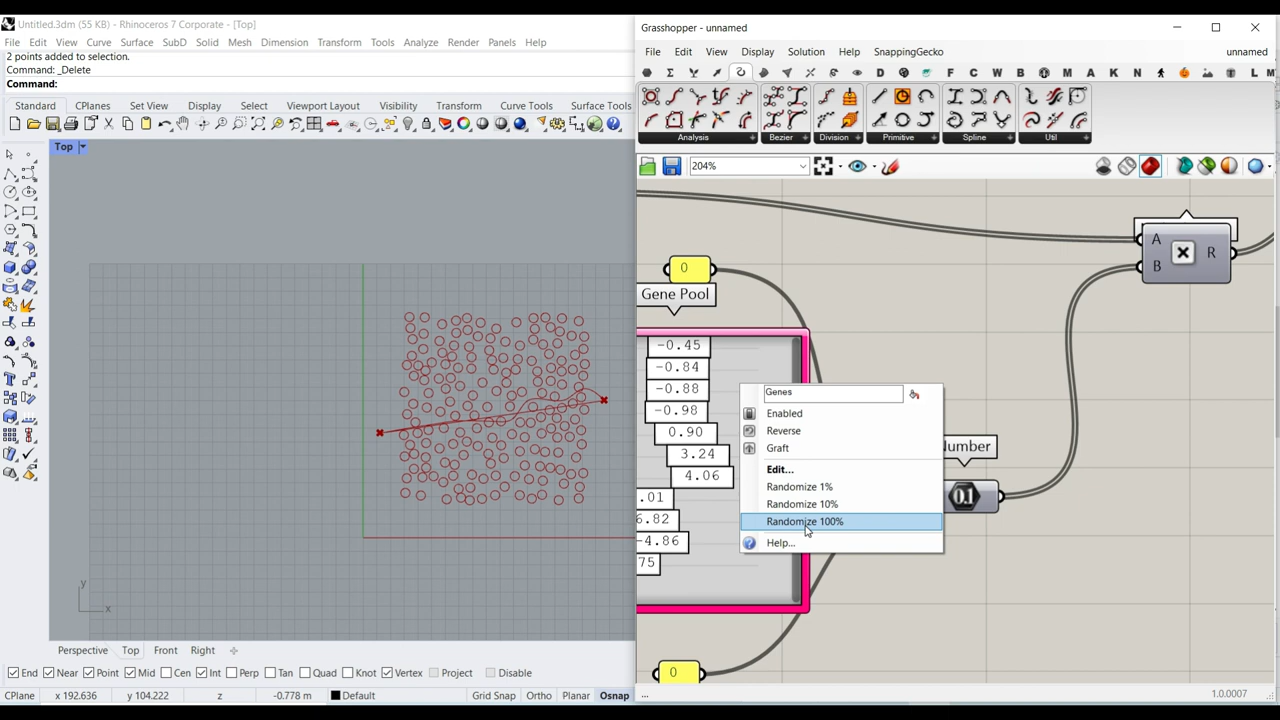 Untitled.3dm (55 KB) - Rhinoceros 7 Corporate - [Top]
File Edit View Curve Surface SubD Solid Mesh Dimension Transform Tools Analyze Render Panels Help
2 points added to selection.
Command: _Delete
Command:
Standard CPlanes Set View Display Select Viewport Layout Visibility Transform Curve Tools Surface Tools
Top
y
x
Perspective Top Front Right
End Near Point Mid Cen Int Perp Tan Quad Knot Vertex Project Disable
CPlane x 192.636 y 104.222 z -0.778 m Default Grid Snap Ortho Planar Osnap
Grasshopper - unnamed
File Edit View Display Solution Help SnappingGecko unnamed
D F C W B M A K N L M
Analysis Bezier Division Primitive Spline Util
204%
A
B
R
0
Gene Pool
-0.45
-0.84
-0.88
-0.98
0.90
3.24
4.06
.01
6.82
-4.86
75
Genes
Enabled
Reverse
Graft
Edit...
Randomize 1%
Randomize 10%
Randomize 100%
Help...
Number
0.1
0
...
1.0.0007